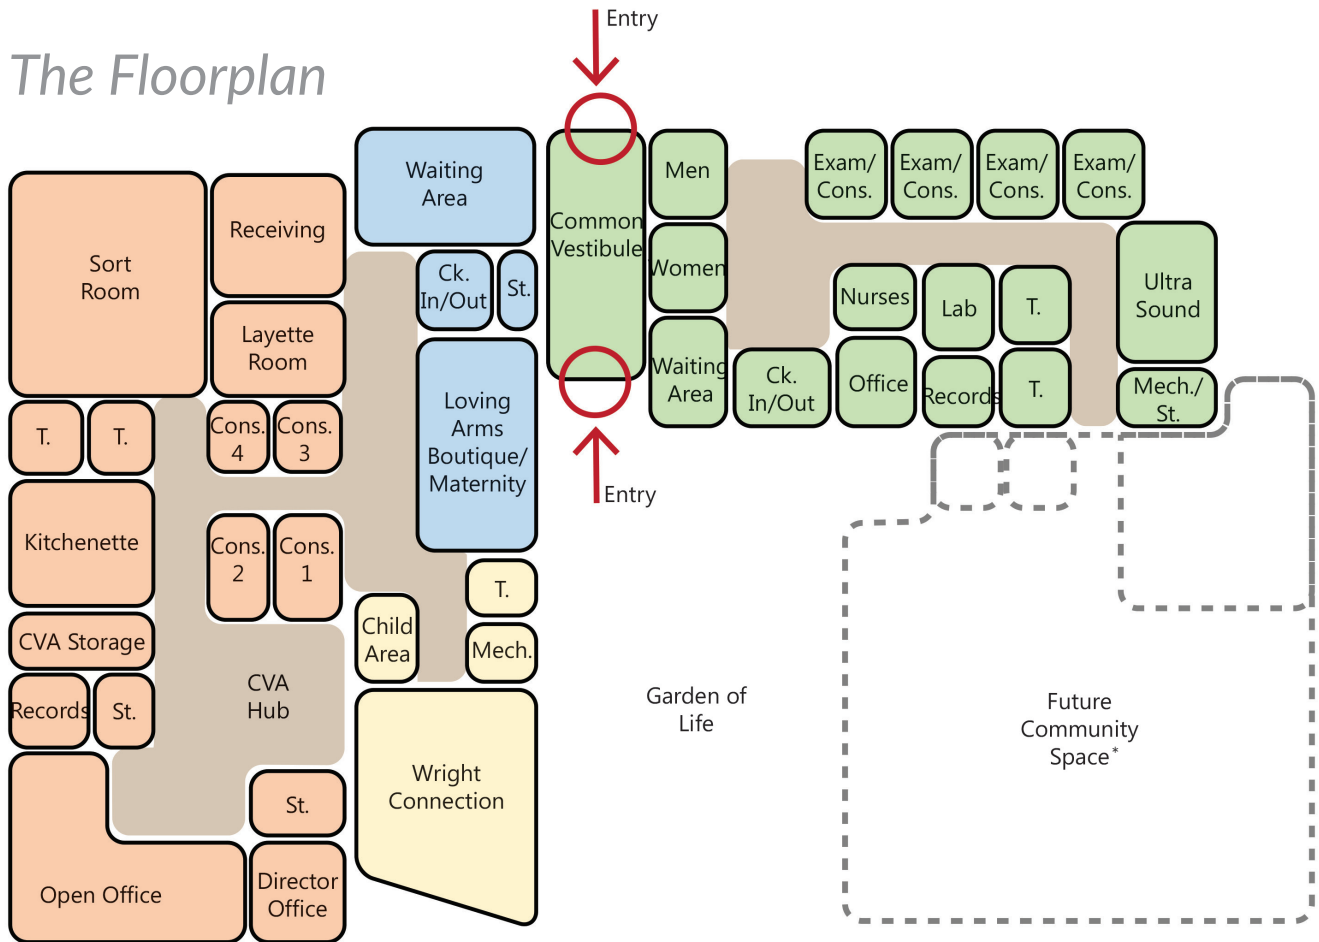 Entry
The Floorplan
Waiting
Area
Men
Exam/
Cons.
Exam/
Cons.
Exam/
Cons.
Exam/
Cons.
Sort
Room
Receiving
Common
Vestibule
Women
Ck.
In/Out
St.
Nurses
Lab
T.
Ultra
Sound
Layette
Room
Waiting
Area
Ck.
In/Out
Office
Records
T.
Mech./
St.
T.
T.
Cons.
4
Cons.
3
Loving
Arms
Boutique/
Maternity
Entry
Kitchenette
Cons.
2
Cons.
1
T.
Child
Area
Mech.
CVA Storage
Records
St.
CVA
Hub
Garden of
Life
Future
Community
Space*
Wright
Connection
St.
Open Office
Director
Office